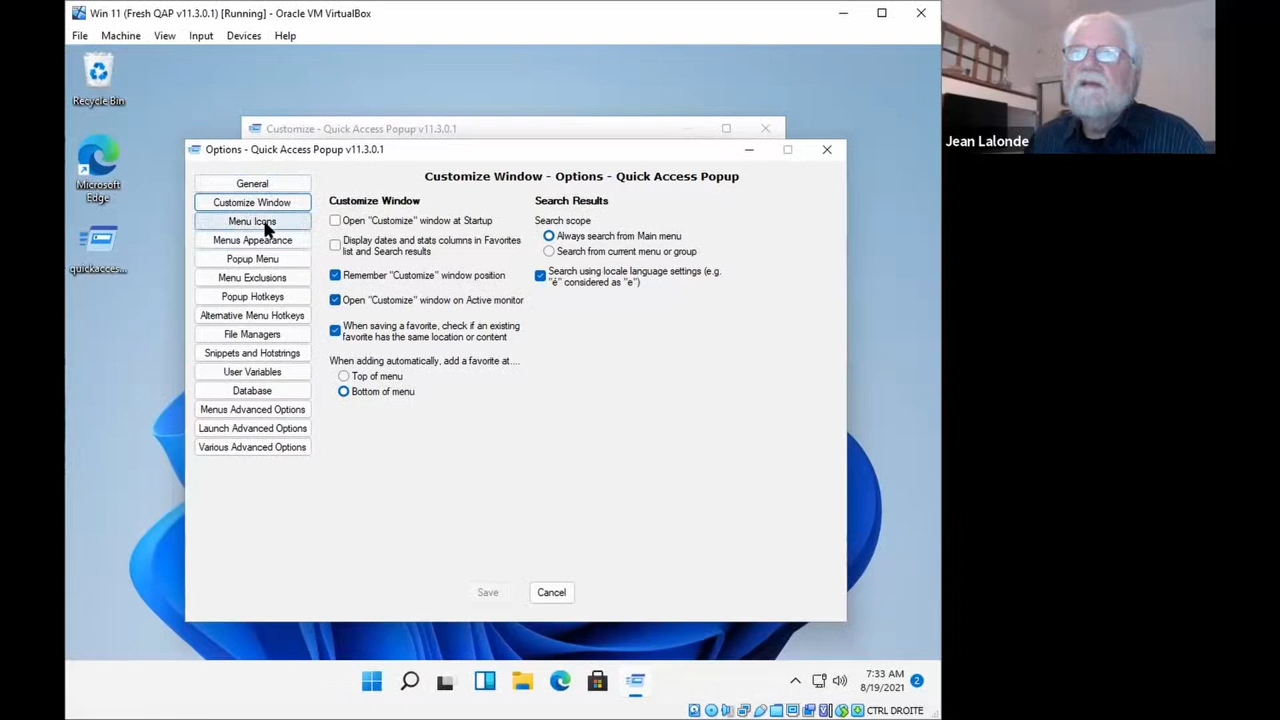 Win 11 (Fresh QAP v11.3.0.1) [Running] - Oracle VM VirtualBox
File Machine View Input Devices Help
Recycle Bin
Microsoft
Edge
quickacces...
Customize - Quick Access Popup v11.3.0.1
Options - Quick Access Popup v11.3.0.1
General
Customize Window
Menu Icons
Menus Appearance
Popup Menu
Menu Exclusions
Popup Hotkeys
Alternative Menu Hotkeys
File Managers
Snippets and Hotstrings
User Variables
Database
Menus Advanced Options
Launch Advanced Options
Various Advanced Options
Customize Window - Options - Quick Access Popup
Customize Window
Open "Customize" window at Startup
Display dates and stats columns in Favorites
list and Search results
Remember "Customize" window position
Open "Customize" window on Active monitor
When saving a favorite, check if an existing
favorite has the same location or content
When adding automatically, add a favorite at....
Top of menu
Bottom of menu
Search Results
Search scope
Always search from Main menu
Search from current menu or group
Search using locale language settings (e.g.
"é" considered as "e")
Save
Cancel
7:33 AM
8/19/2021
2
CTRL DROITE
Jean Lalonde